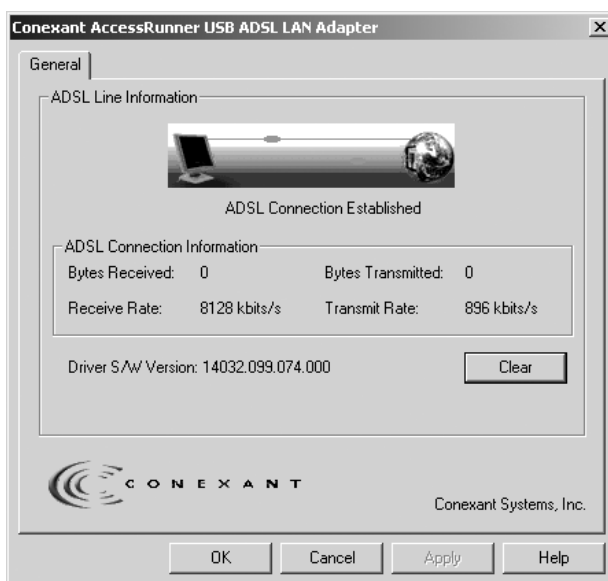 Conexant AccessRunner USB ADSL LAN Adapter
General
ADSL Line Information
ADSL Connection Established
ADSL Connection Information
Bytes Received: 0 Bytes Transmitted: 0
Receive Rate: 8128 kbits/s Transmit Rate: 896 kbits/s
Driver S/W Version: 14032.099.074.000 Clear
CONEXANT
Conexant Systems, Inc.
OK Cancel Apply Help